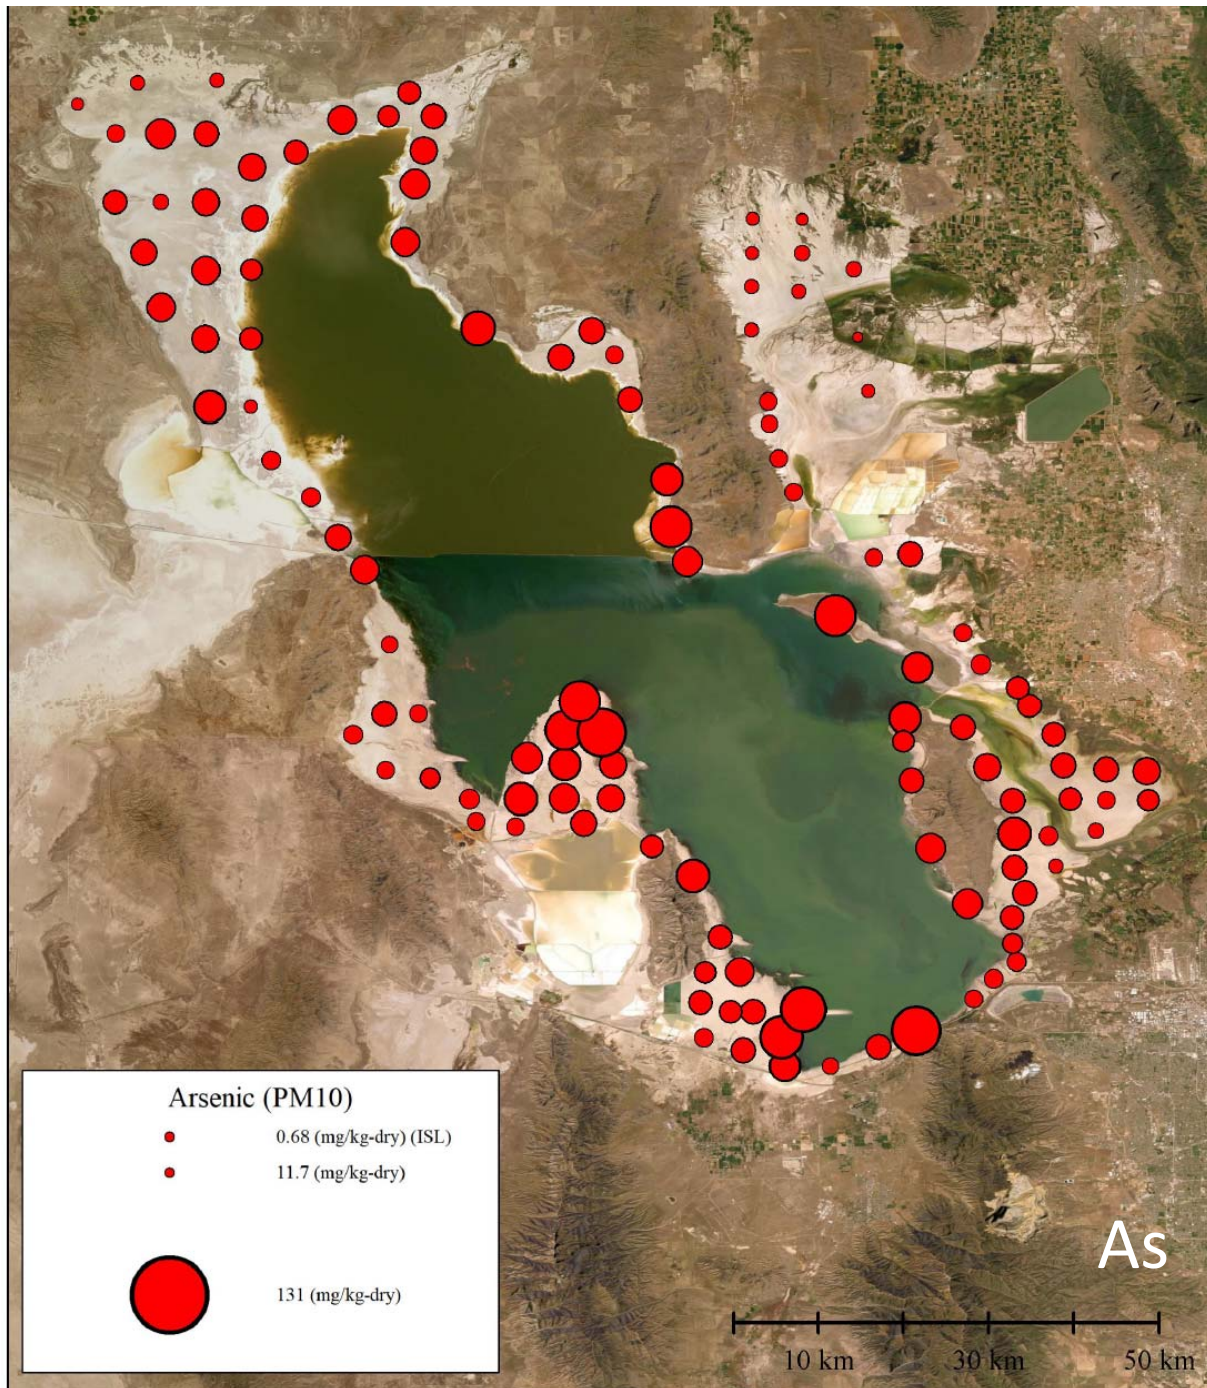 Arsenic (PM10)
0.68 (mg/kg-dry) (ISL)
11.7 (mg/kg-dry)
131 (mg/kg-dry)
As
10 km 30 km 50 km